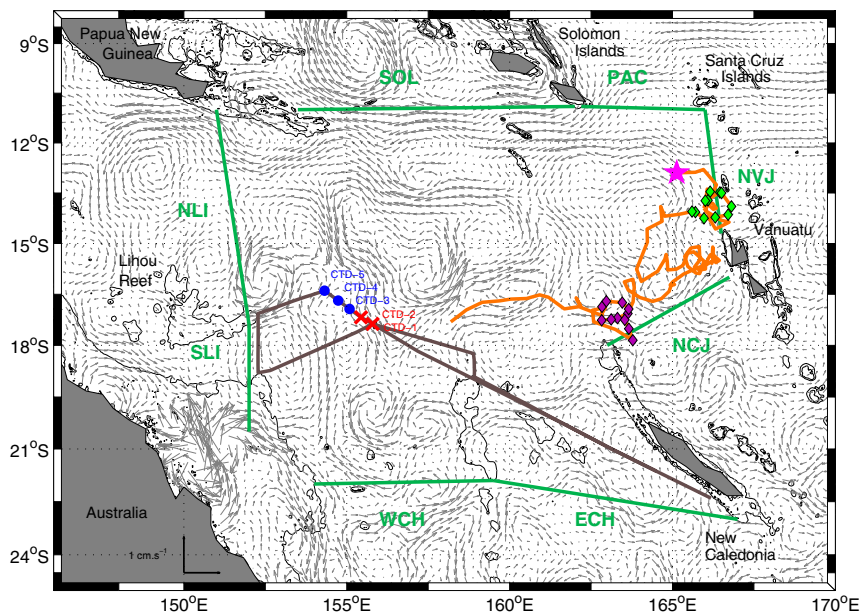 9°S
12°S
15°S
18°S
21°S
24°S
Papua New
Guinea
SOL
Solomon
Islands
PAC
Santa Cruz
Islands
NLI
NVJ
Vanuatu
Lihou
Reef
CTD-5
CTD-4
CTD-3
CTD-2
CTD-1
SLI
NCJ
Australia
WCH
ECH
New
Caledonia
1 cm.s⁻¹
150°E
155°E
160°E
165°E
170°E